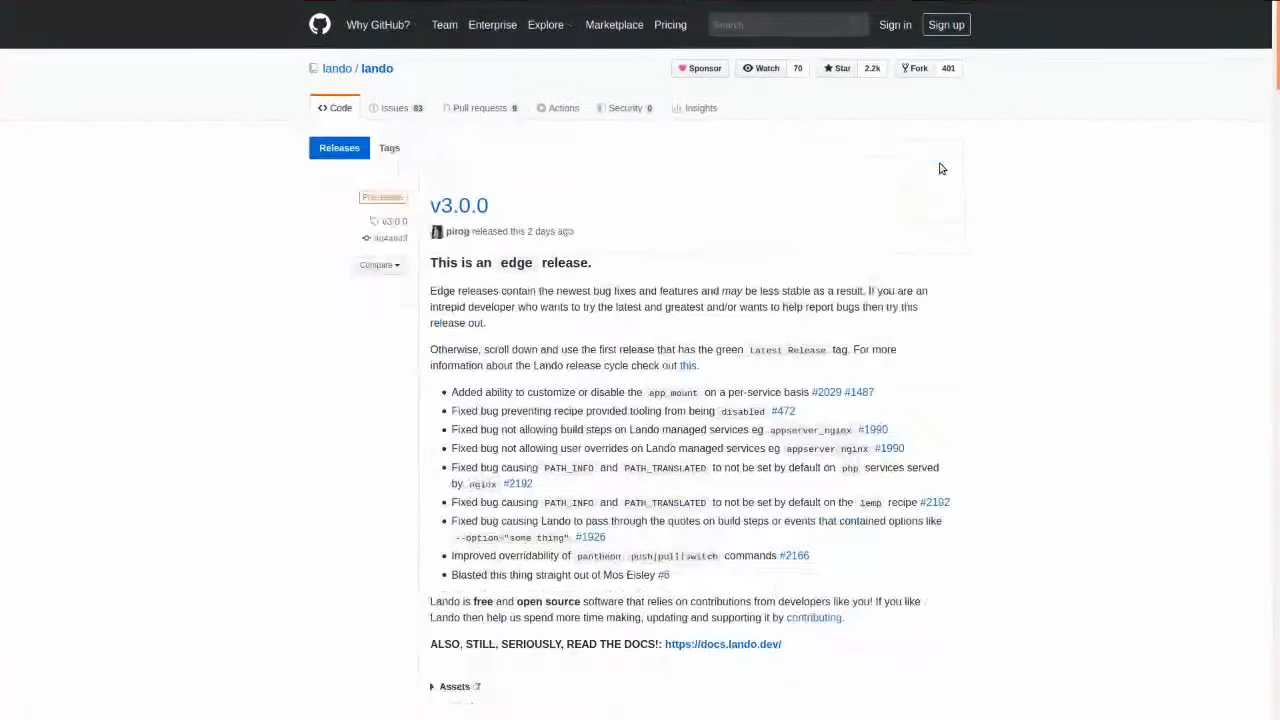 Why GitHub? Team Enterprise Explore Marketplace Pricing Search Sign in Sign up
lando / lando Sponsor Watch 70 Star 2.2k Fork 401
Code Issues 83 Pull requests 9 Actions Security 0 Insights
Releases Tags
v3.0.0
v3.0.0
pirog released this 2 days ago
Compare
This is an edge release.
Edge releases contain the newest bug fixes and features and may be less stable as a result. If you are an
intrepid developer who wants to try the latest and greatest and/or wants to help report bugs then try this
release out.
Otherwise, scroll down and use the first release that has the green Latest Release tag. For more
information about the Lando release cycle check out this.
Added ability to customize or disable the app_mount on a per-service basis #2029 #1487
Fixed bug preventing recipe provided tooling from being disabled #472
Fixed bug not allowing build steps on Lando managed services eg appserver_nginx #1990
Fixed bug not allowing user overrides on Lando managed services eg appserver_nginx #1990
Fixed bug causing PATH_INFO and PATH_TRANSLATED to not be set by default on php services served
by nginx #2192
Fixed bug causing PATH_INFO and PATH_TRANSLATED to not be set by default on the lemp recipe #2192
Fixed bug causing Lando to pass through the quotes on build steps or events that contained options like
--option="some thing" #1926
Improved overridability of pantheon push|pull|switch commands #2166
Blasted this thing straight out of Mos Eisley #6
Lando is free and open source software that relies on contributions from developers like you! If you like
Lando then help us spend more time making, updating and supporting it by contributing.
ALSO, STILL, SERIOUSLY, READ THE DOCS!: https://docs.lando.dev/
Assets 7